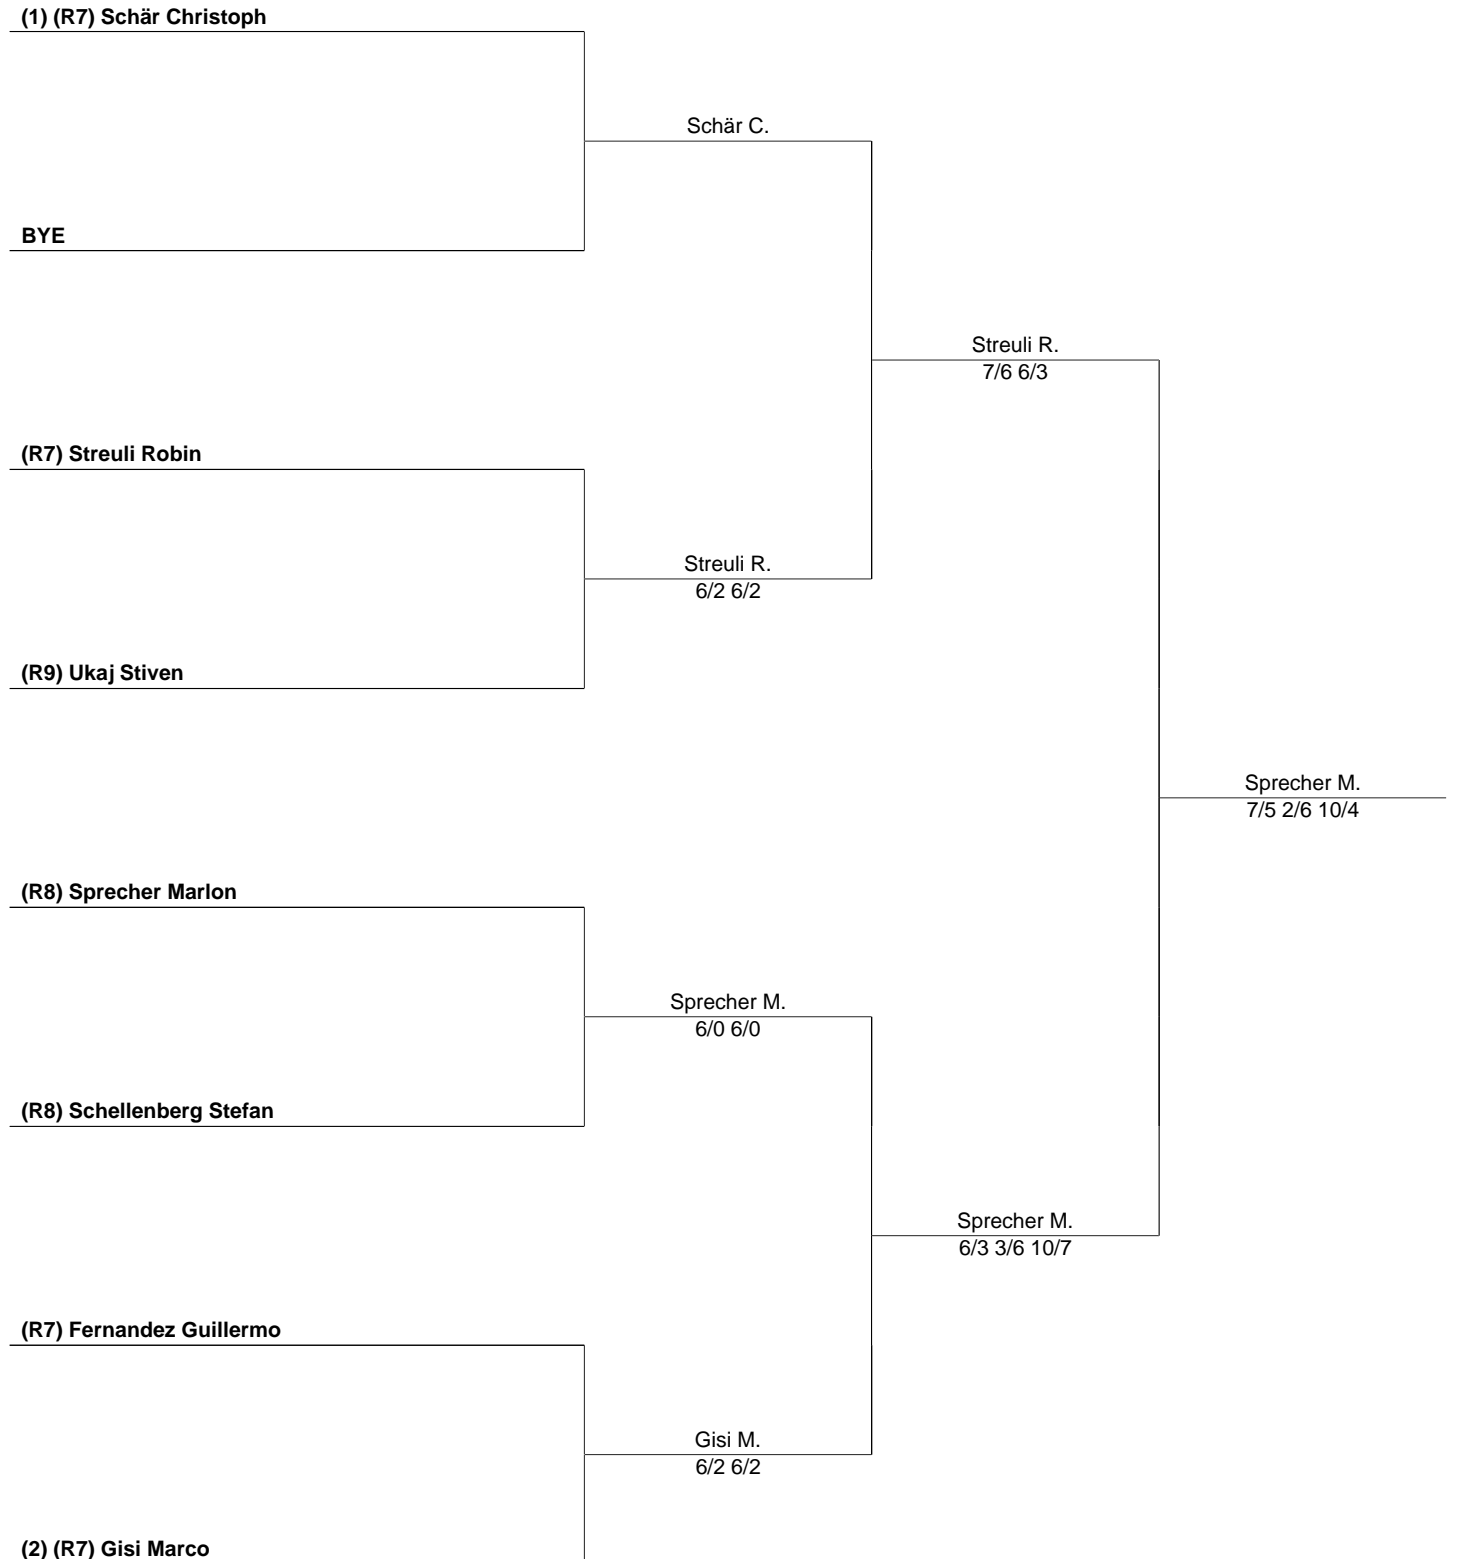 (1) (R7) Schär Christoph
Schär C.
BYE
Streuli R.
7/6 6/3
(R7) Streuli Robin
Streuli R.
6/2 6/2
(R9) Ukaj Stiven
Sprecher M.
7/5 2/6 10/4
(R8) Sprecher Marlon
Sprecher M.
6/0 6/0
(R8) Schellenberg Stefan
Sprecher M.
6/3 3/6 10/7
(R7) Fernandez Guillermo
Gisi M.
6/2 6/2
(2) (R7) Gisi Marco